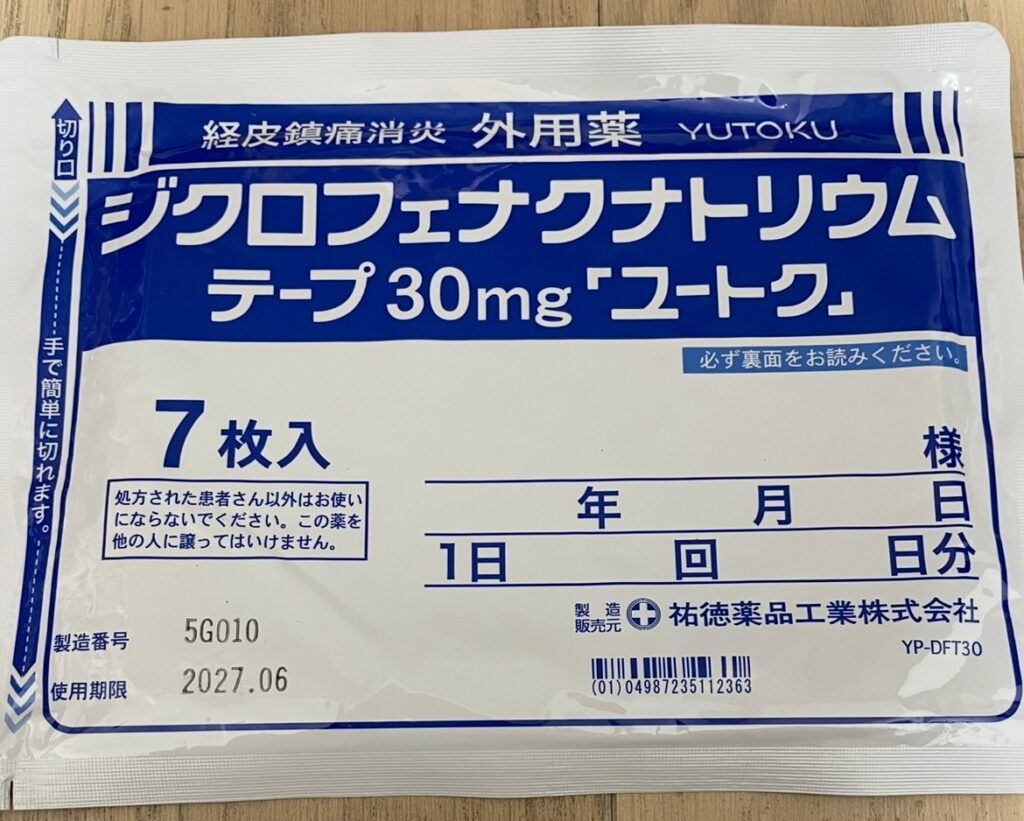 切り口
手で簡単に切れます。
経皮鎮痛消炎 外用薬 YUTOKU
ジクロフェナクナトリウム
テープ30mg「ユートク」
必ず裏面をお読みください。
7枚入
処方された患者さん以外はお使い
にならないでください。この薬を
他の人に譲ってはいけません。
様
年 月 日
1日 回 日分
製造
販売元 祐徳薬品工業株式会社
YP-DFT30
製造番号 5G010
使用期限 2027.06
(01)04987235112363